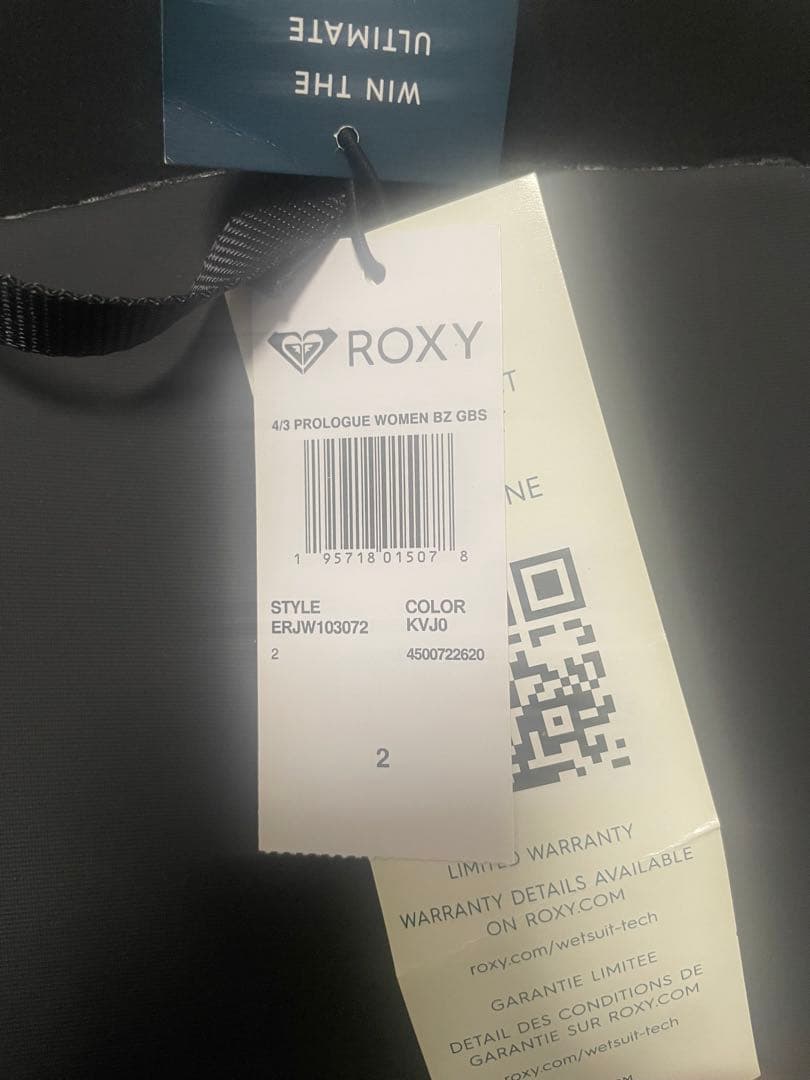 WIN THE
ULTIMATE
ROXY
4/3 PROLOGUE WOMEN BZ GBS
1 95718 01507 8
STYLE COLOR
ERJW103072 KVJ0
2 4500722620
2
LIMITED WARRANTY
WARRANTY DETAILS AVAILABLE
ON ROXY.COM
roxy.com/wetsuit-tech
GARANTIE LIMITEE
DETAIL DES CONDITIONS DE
GARANTIE SUR ROXY.COM
roxy.com/wetsuit-tech